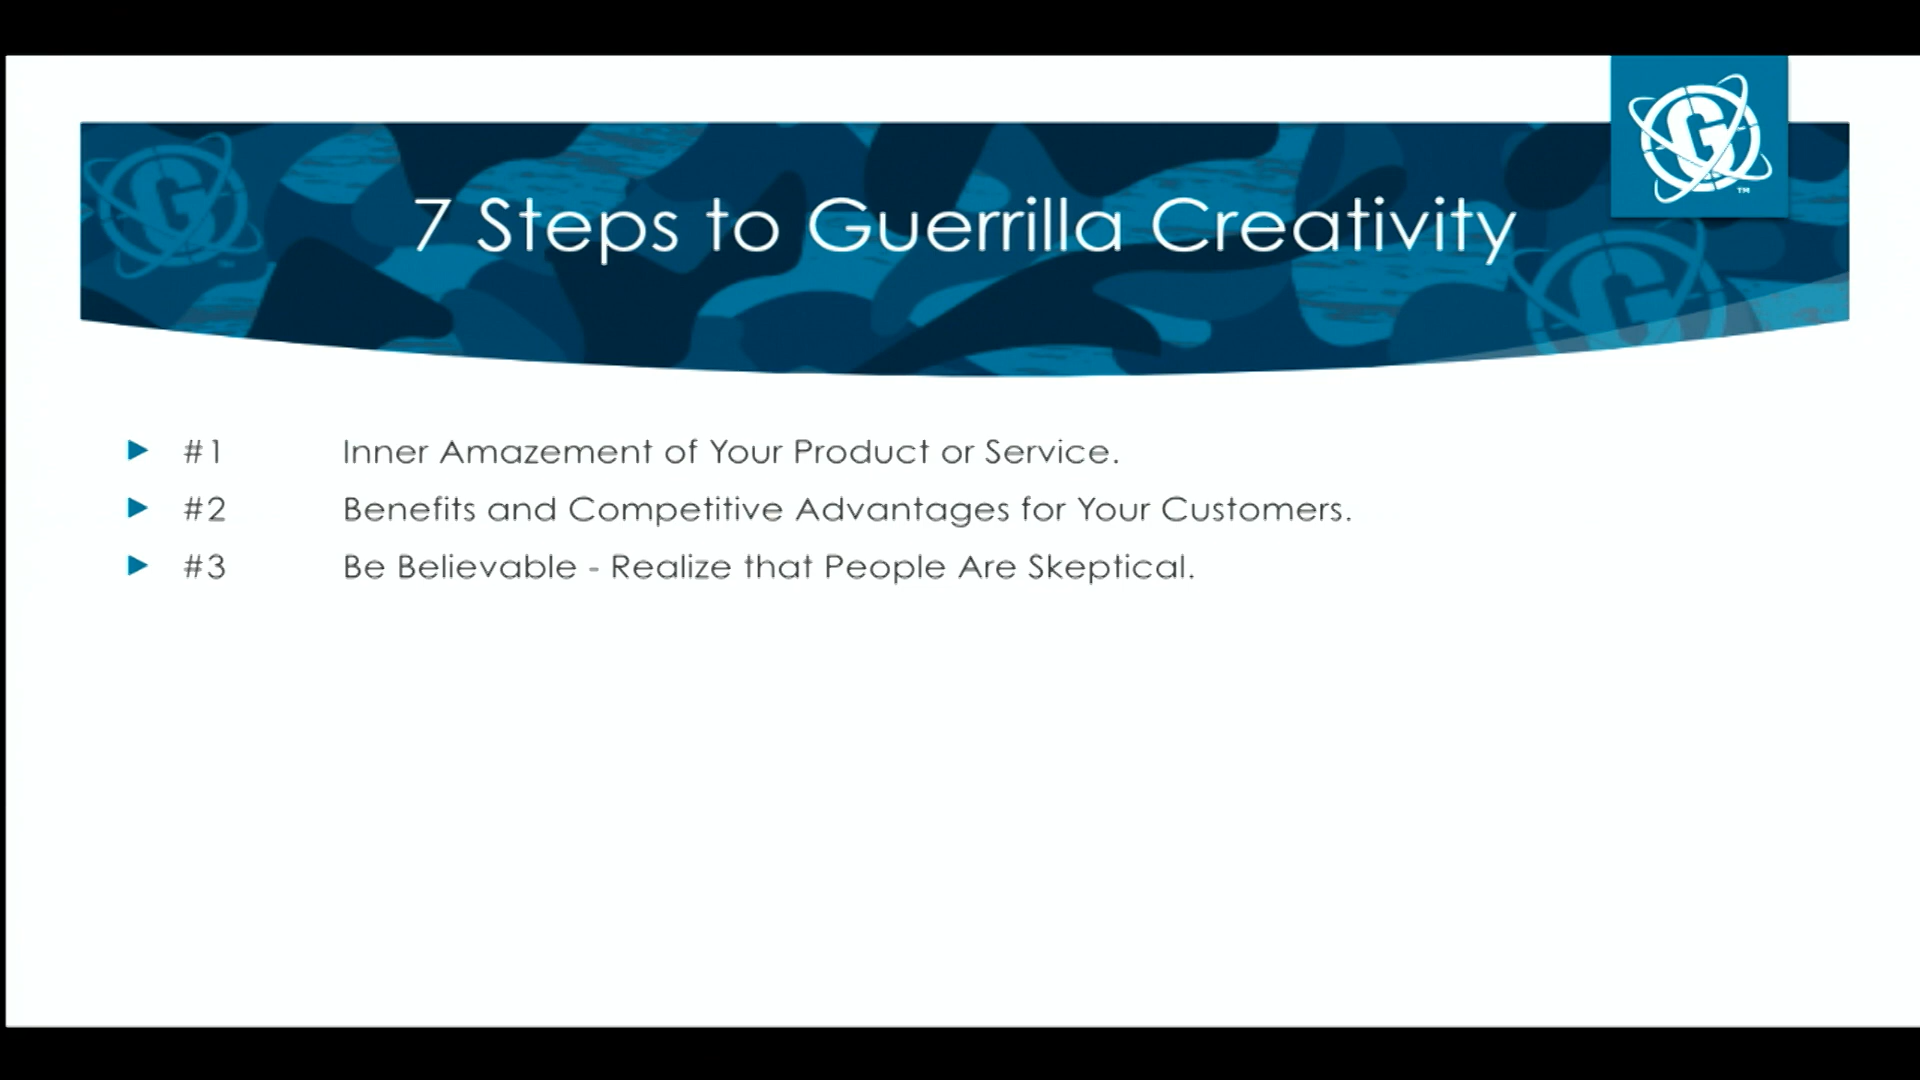 7 Steps to Guerrilla Creativity
#1 Inner Amazement of Your Product or Service.
#2 Benefits and Competitive Advantages for Your Customers.
#3 Be Believable - Realize that People Are Skeptical.
G
TM